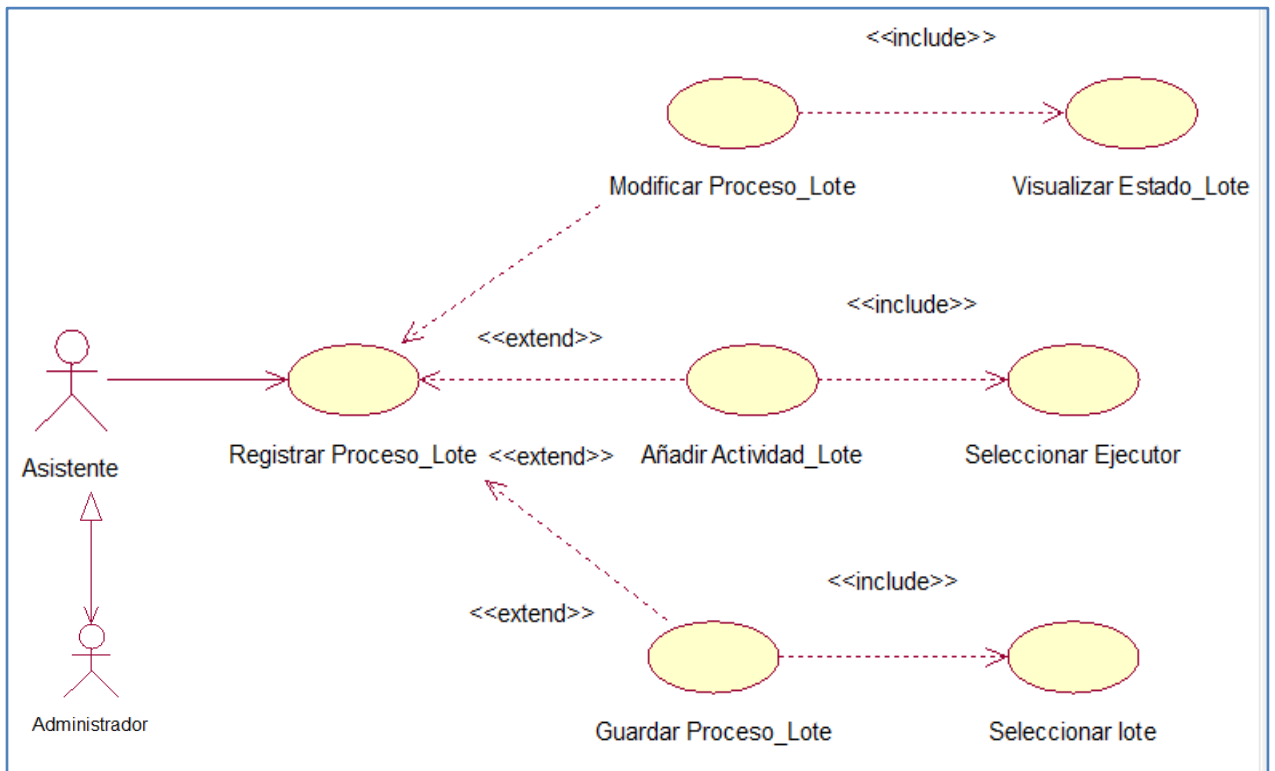 <<include>>
Modificar Proceso_Lote
Visualizar Estado_Lote
<<include>>
<<extend>>
Asistente
Registrar Proceso_Lote
<<extend>>
Añadir Actividad_Lote
Seleccionar Ejecutor
<<include>>
<<extend>>
Administrador
Guardar Proceso_Lote
Seleccionar lote